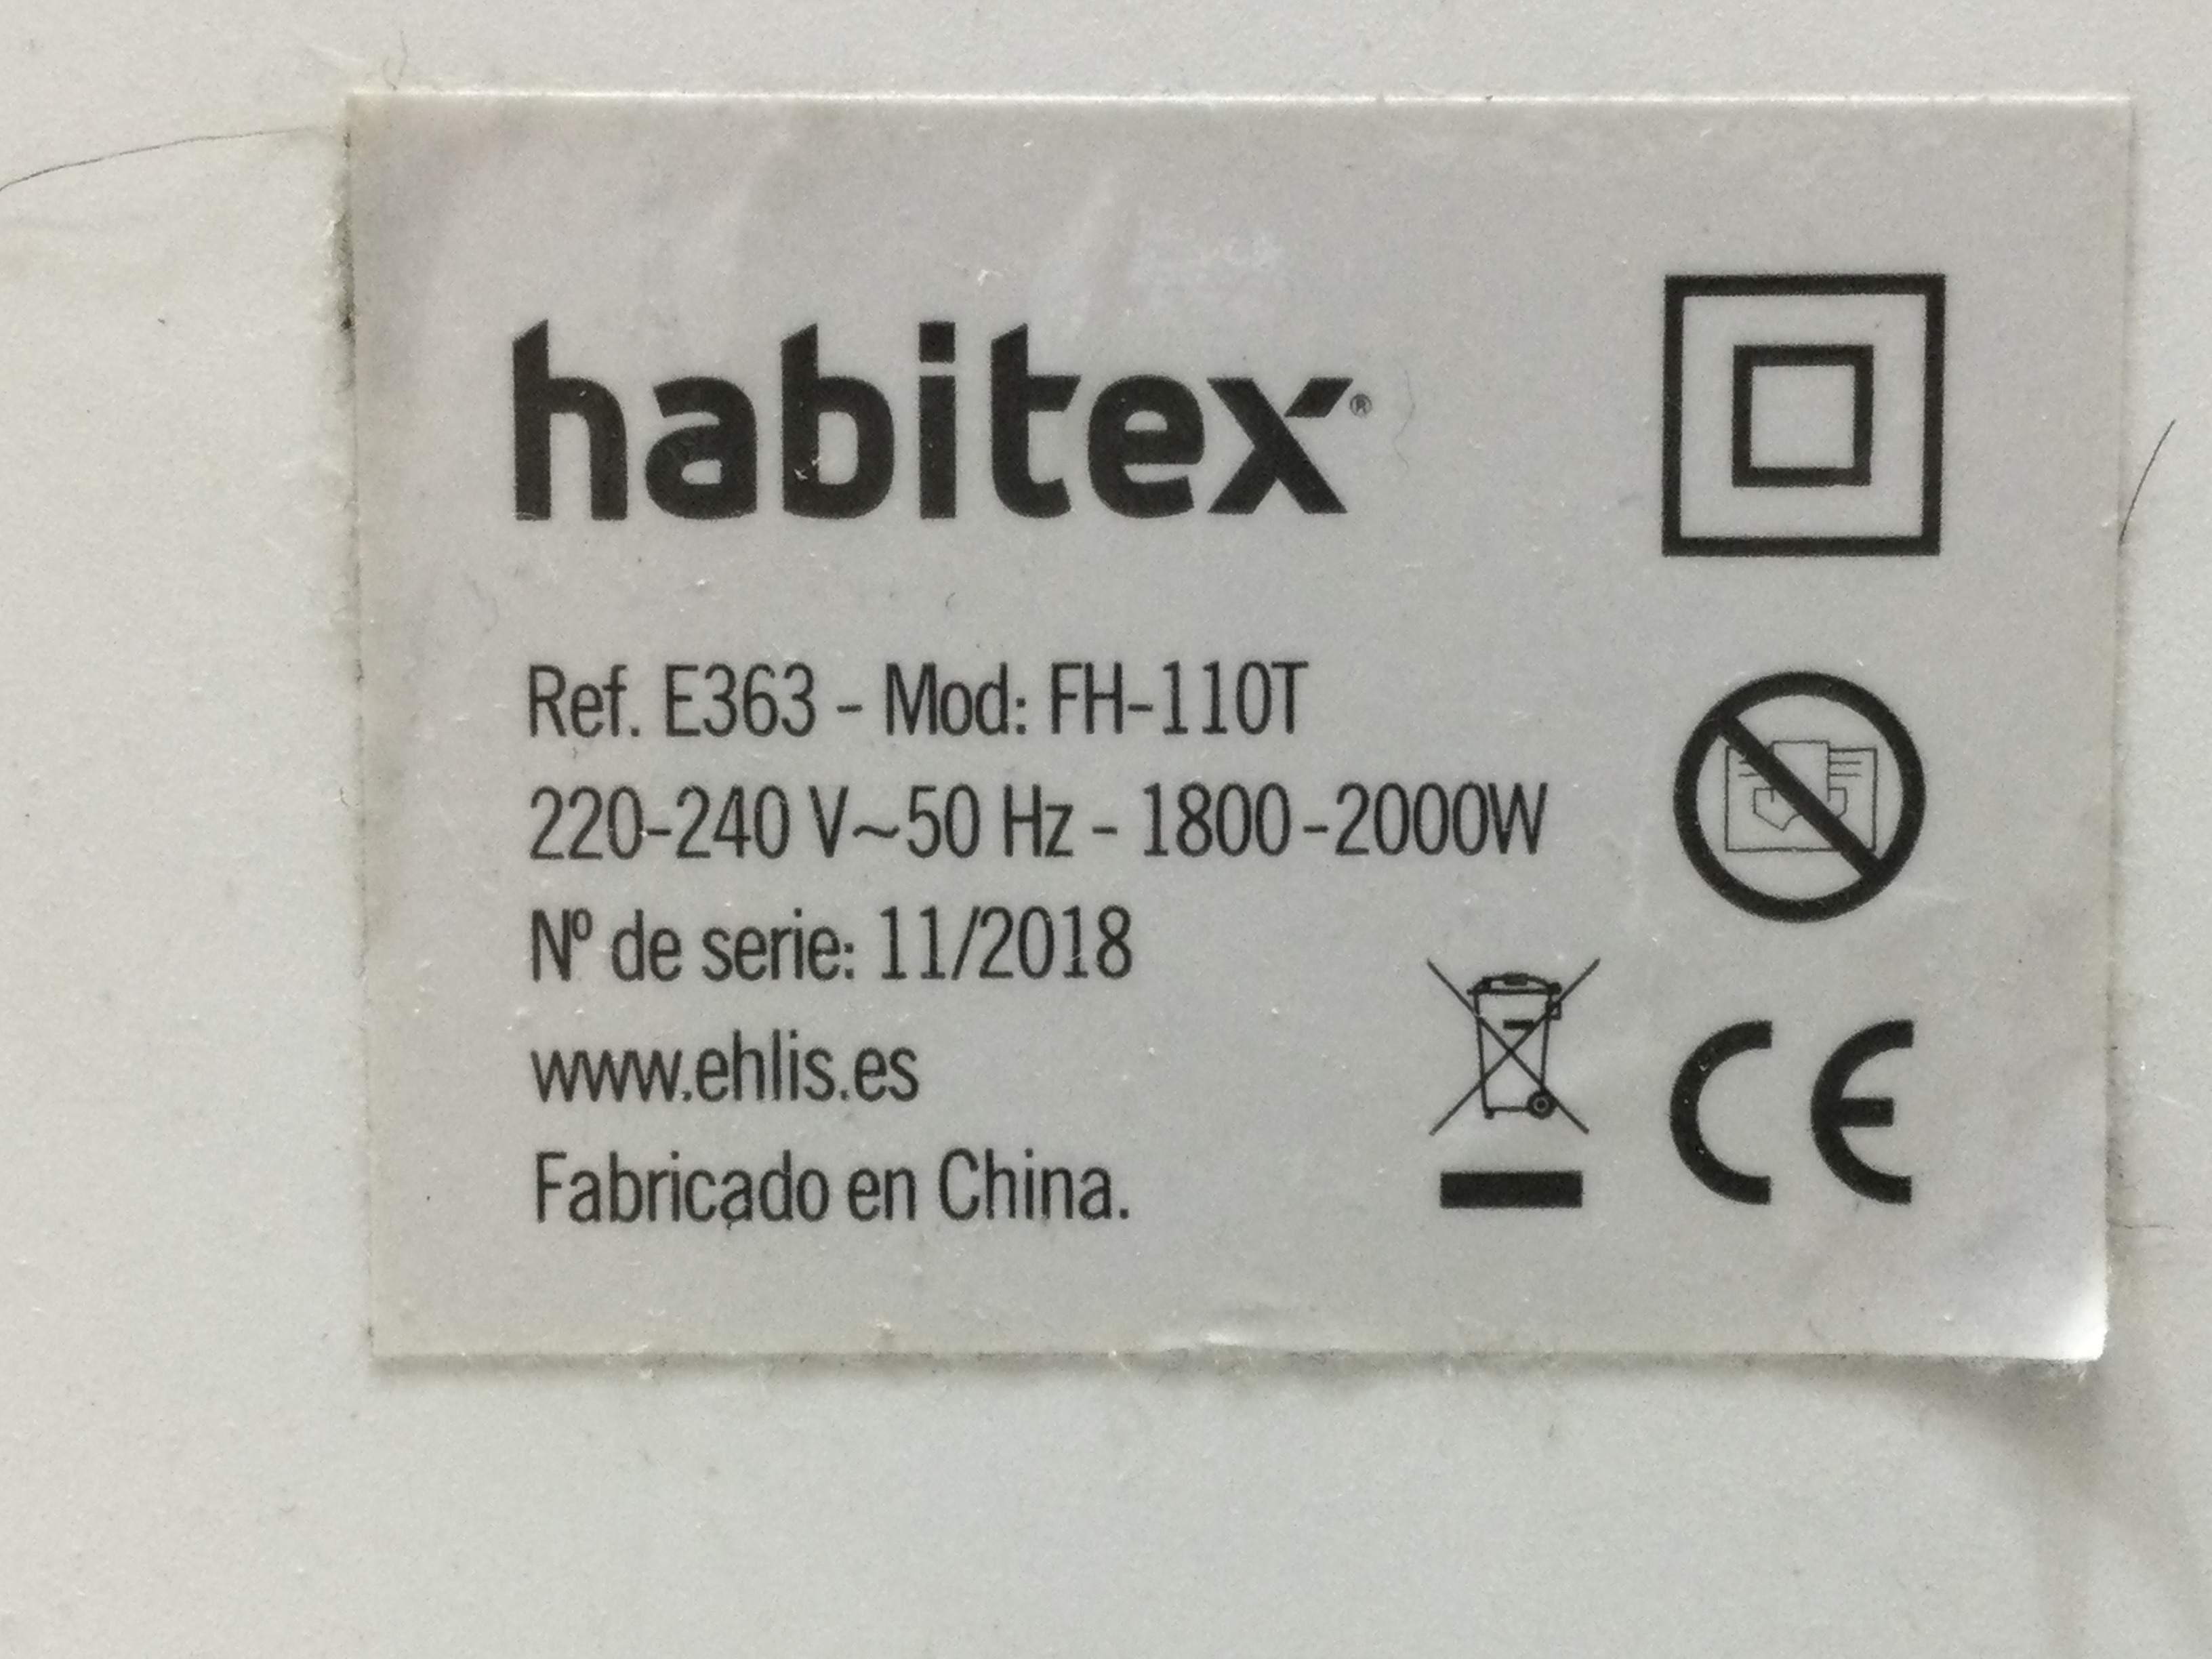 habitex®
Ref. E363 - Mod: FH-110T
220-240 V~50 Hz - 1800-2000W
Nº de serie: 11/2018
www.ehlis.es
Fabricado en China.
CE